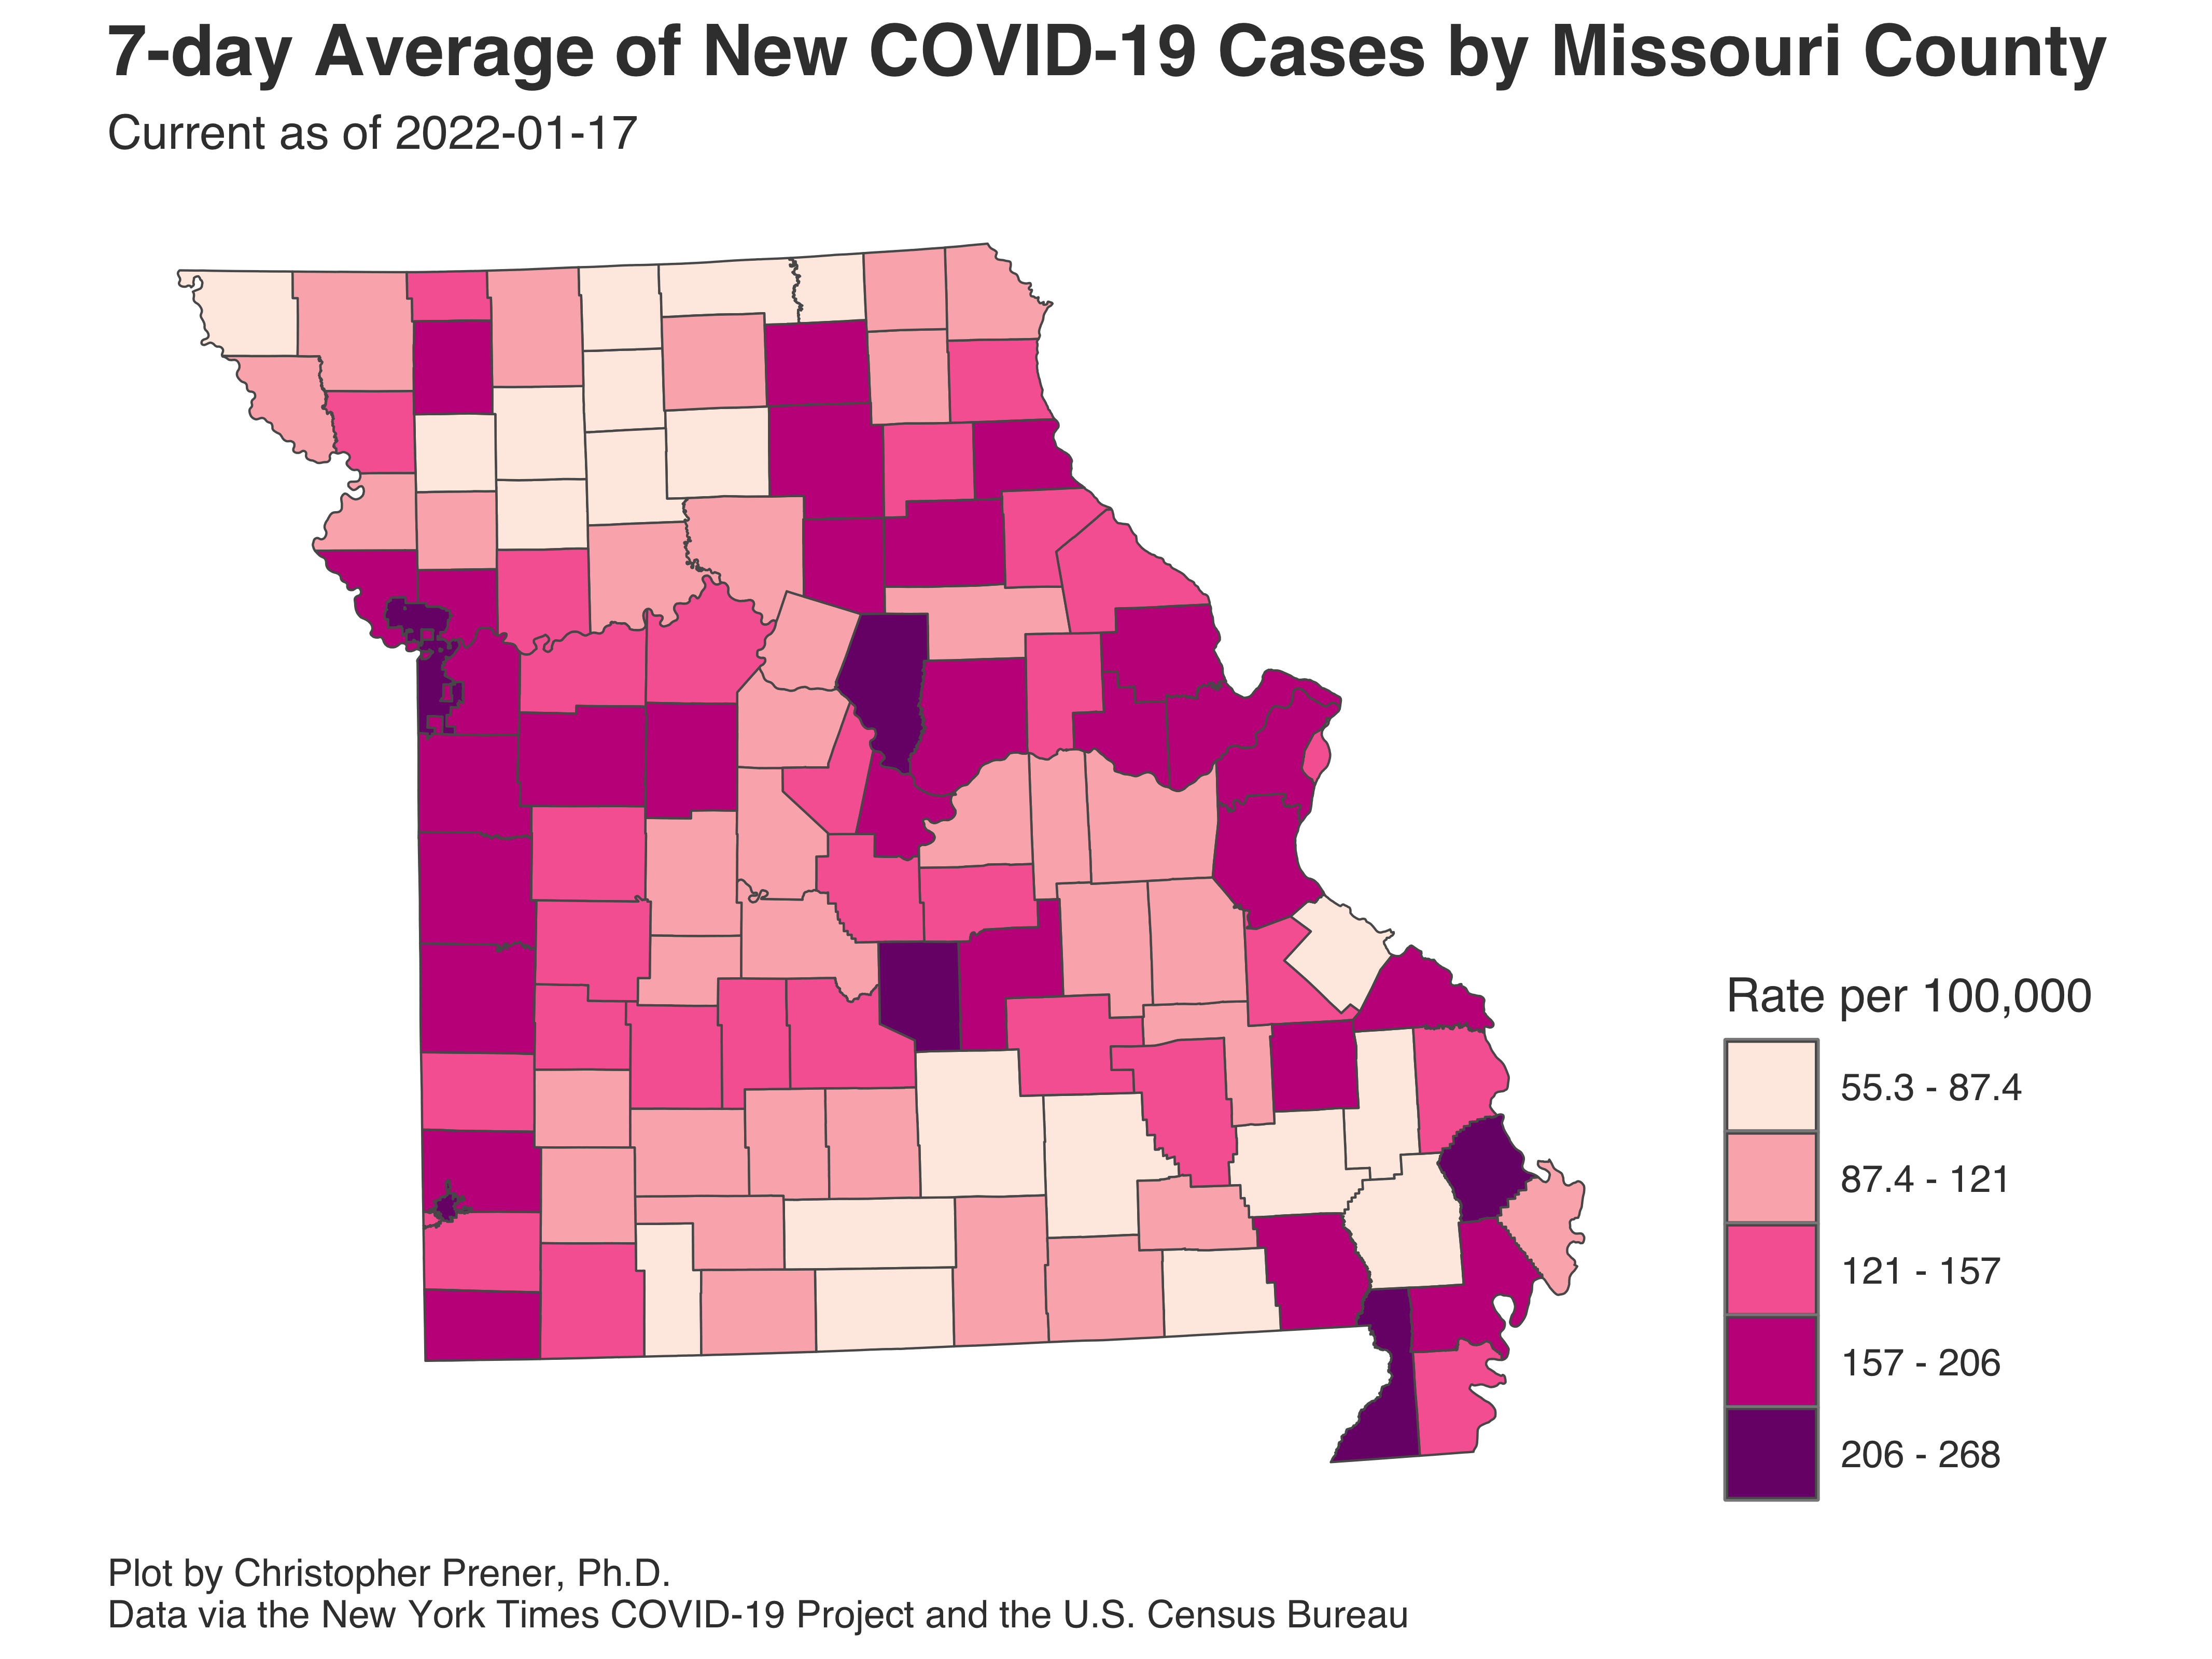 7-day Average of New COVID-19 Cases by Missouri County
Current as of 2022-01-17
Rate per 100,000
55.3 - 87.4
87.4 - 121
121 - 157
157 - 206
206 - 268
Plot by Christopher Prener, Ph.D.
Data via the New York Times COVID-19 Project and the U.S. Census Bureau